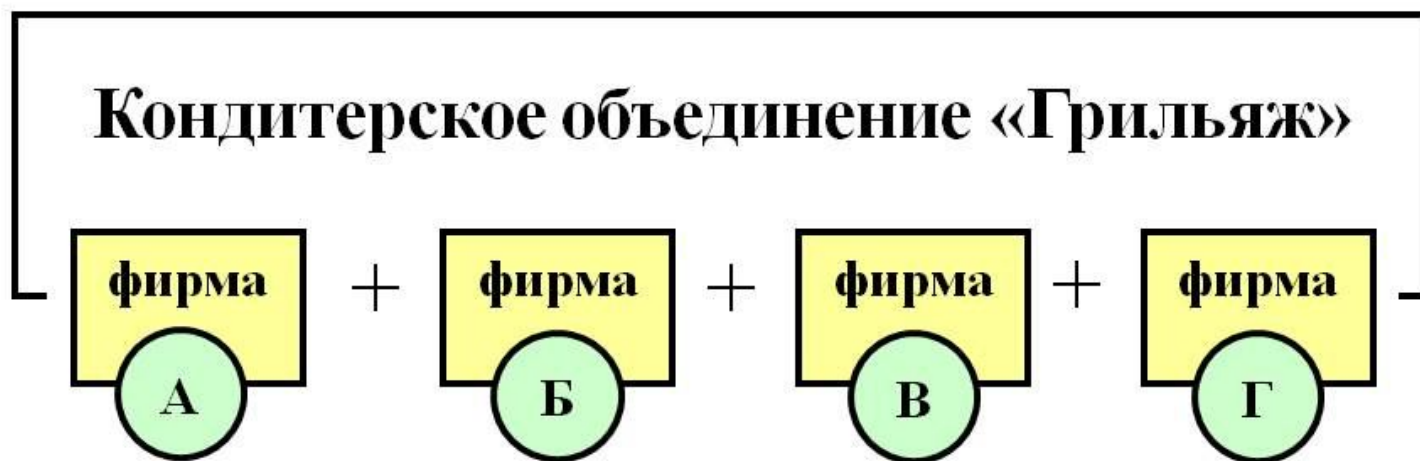 Кондитерское объединение «Грильяж»
фирма + фирма + фирма + фирма
А Б В Г